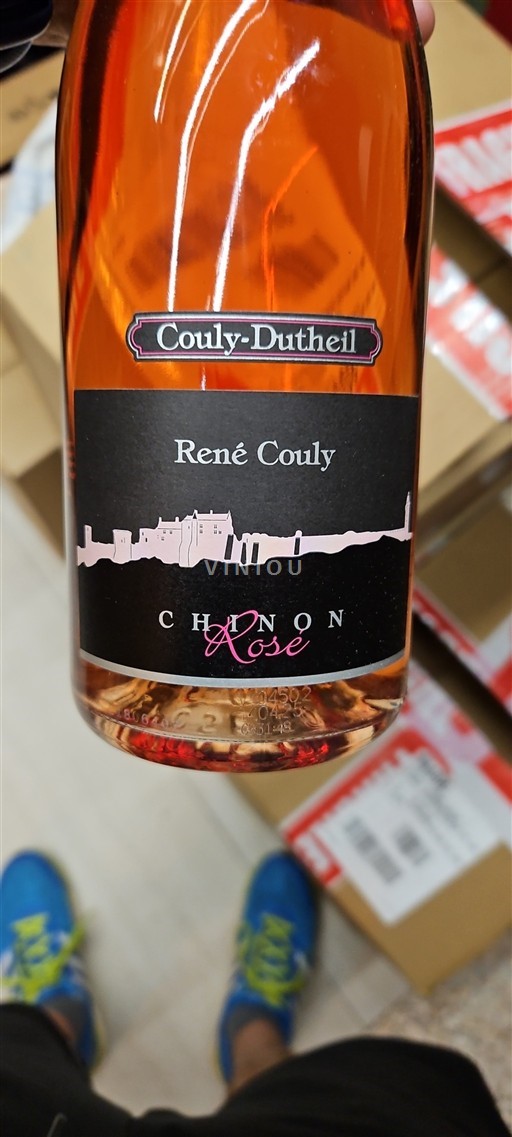 Couly-Dutheil
René Couly
VINIOU
CHINON
Rosé